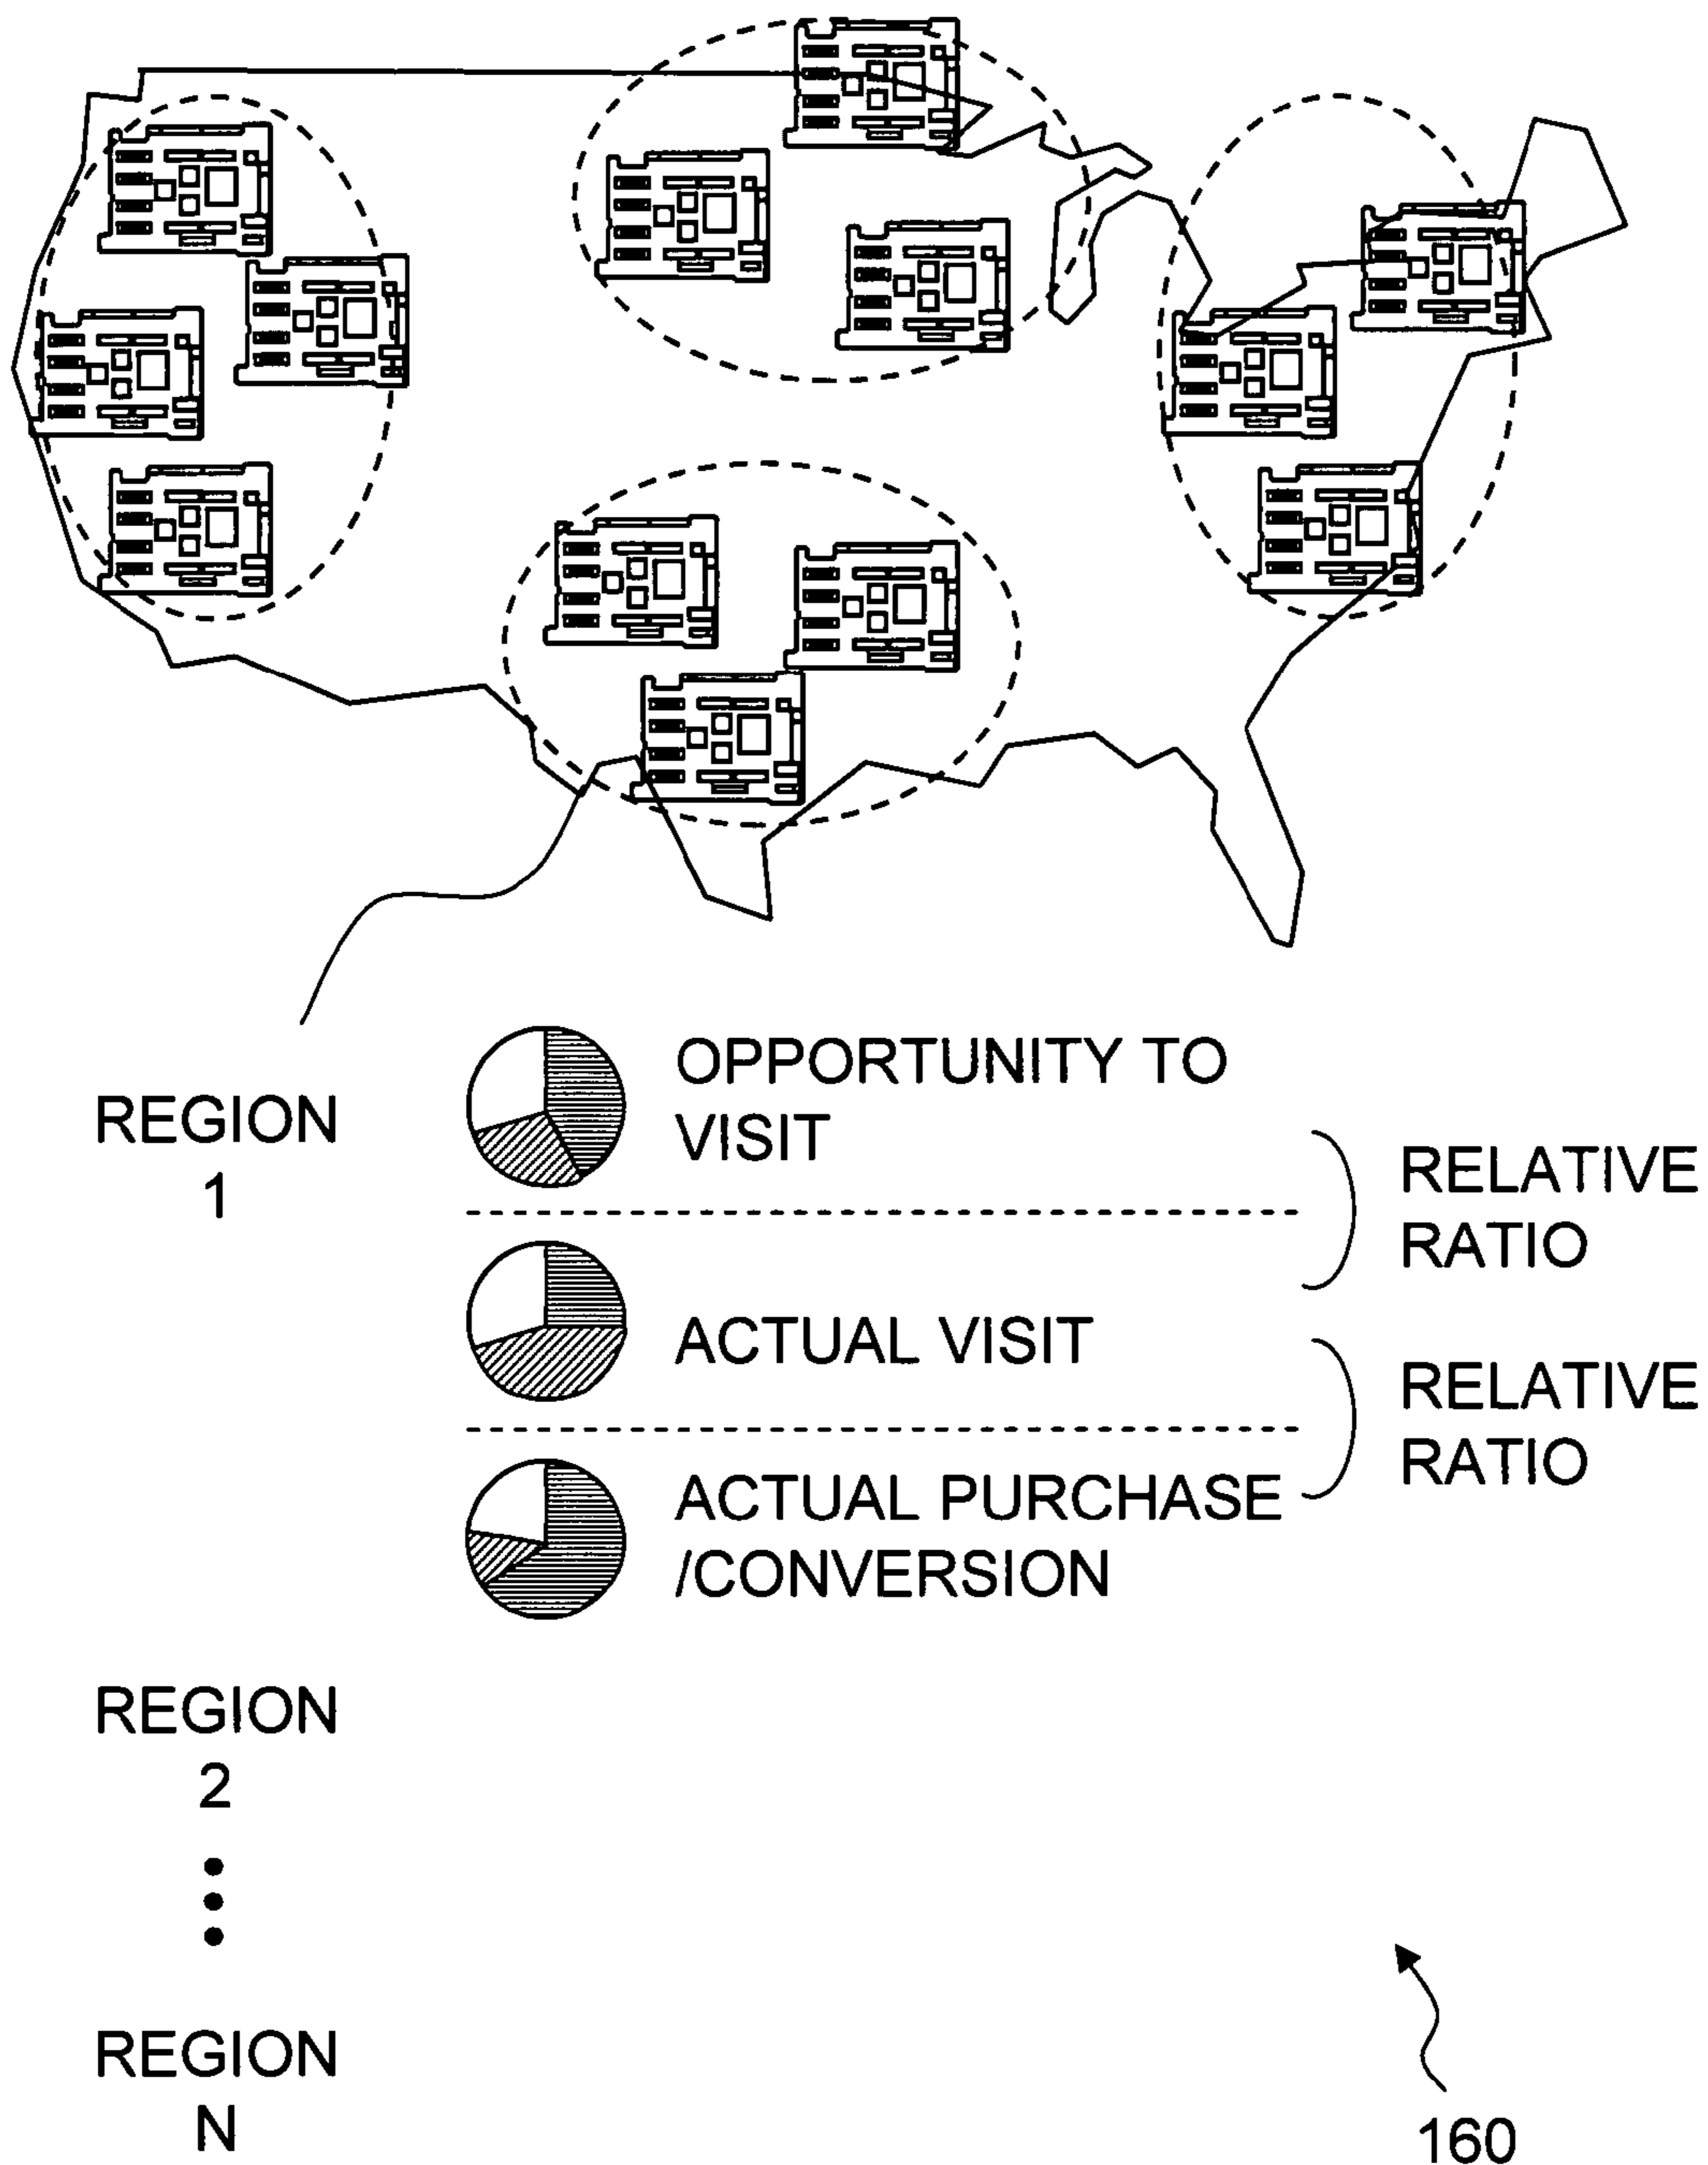 REGION
1
OPPORTUNITY TO
VISIT
RELATIVE
RATIO
ACTUAL VISIT
RELATIVE
RATIO
ACTUAL PURCHASE
/CONVERSION
REGION
2
REGION
N
160